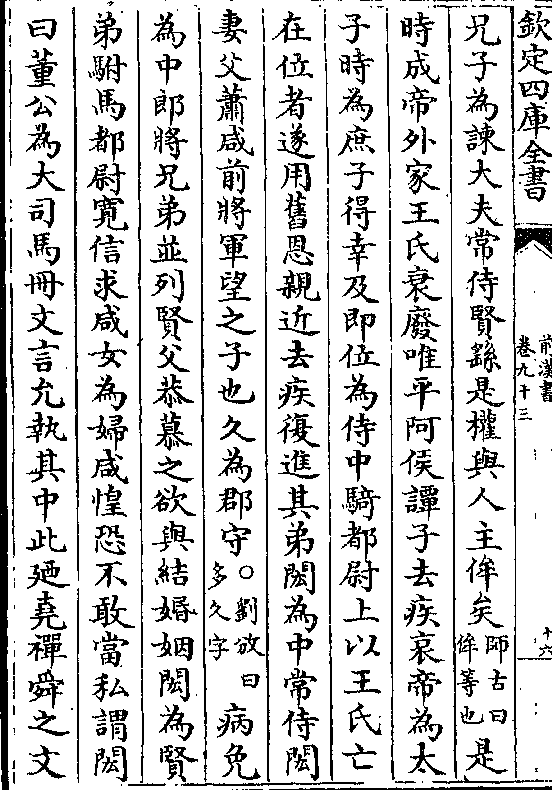 欽定四庫全書
前漢書
卷九十三
十六
兄子為諫大夫常侍賢繇是權與人主侔矣師古曰侔等也是
時成帝外家王氏衰廢唯平阿侯譚子去疾哀帝為太
子時為庶子得幸及即位為侍中騎都尉上以王氏亡
在位者遂用舊恩親近去疾復進其弟閎為中常侍閎
妻父蕭咸前將軍望之子也久為郡守○劉攽曰多久字病免
為中郎將兄弟並列賢父恭慕之欲與結婚姻閎為賢
弟駙馬都尉寛信求咸女為婦咸惶恐不敢當私謂閎
曰董公為大司馬冊文言允執其中此廼堯禪舜之文